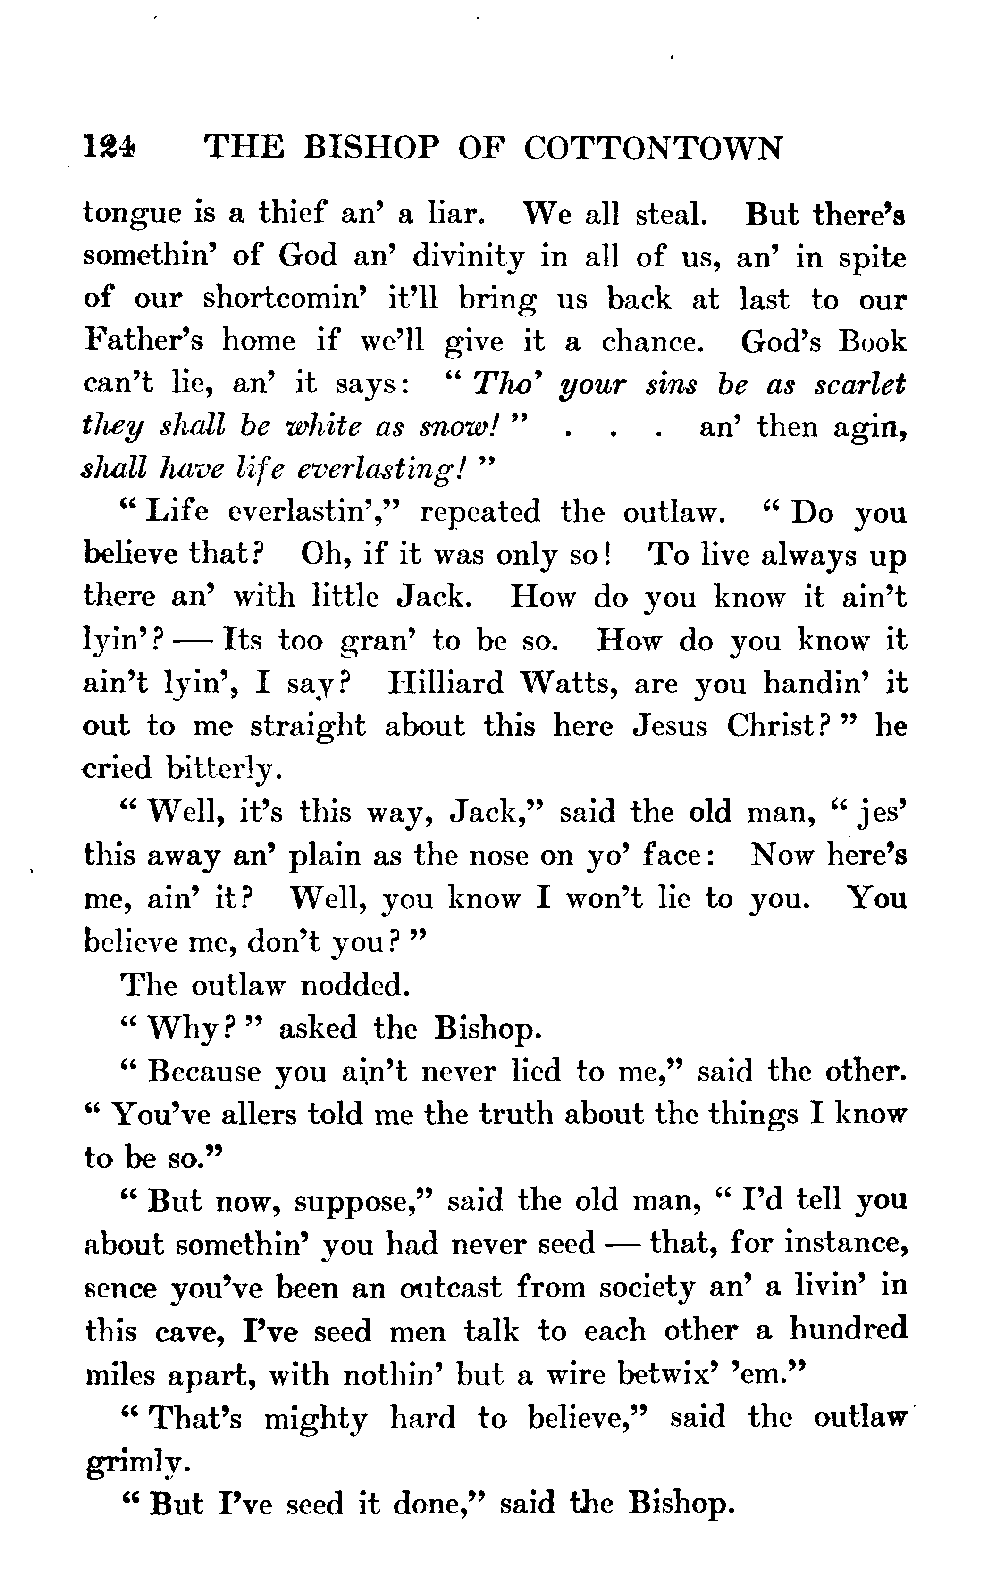 124 THE BISHOP OF COTTONTOWN
tongue is a thief an' a liar. We all steal. But there's
somethin' of God an' divinity in all of us, an' in spite
of our shortcomin' it'll bring us back at last to our
Father's home if we'll give it a chance. God's Book
can't lie, an' it says: " Tho' your sins be as scarlet
they shall be white as snow! " . . . an' then agin,
shall have life everlasting! "
" Life everlastin'," repeated the outlaw. " Do you
believe that? Oh, if it was only so! To live always up
there an' with little Jack. How do you know it ain't
lyin'? — Its too gran' to be so. How do you know it
ain't lyin', I say? Hilliard Watts, are you handin' it
out to me straight about this here Jesus Christ? " he
cried bitterly.
" Well, it's this way, Jack," said the old man, " jes'
this away an' plain as the nose on yo' face: Now here's
me, ain' it? Well, you know I won't lie to you. You
believe me, don't you? "
The outlaw nodded.
" Why? " asked the Bishop.
" Because you ain't never lied to me," said the other.
" You've allers told me the truth about the things I know
to be so."
" But now, suppose," said the old man, " I'd tell you
about somethin' you had never seed — that, for instance,
sence you've been an outcast from society an' a livin' in
this cave, I've seed men talk to each other a hundred
miles apart, with nothin' but a wire betwix' 'em."
" That's mighty hard to believe," said the outlaw
grimly.
" But I've seed it done," said the Bishop.